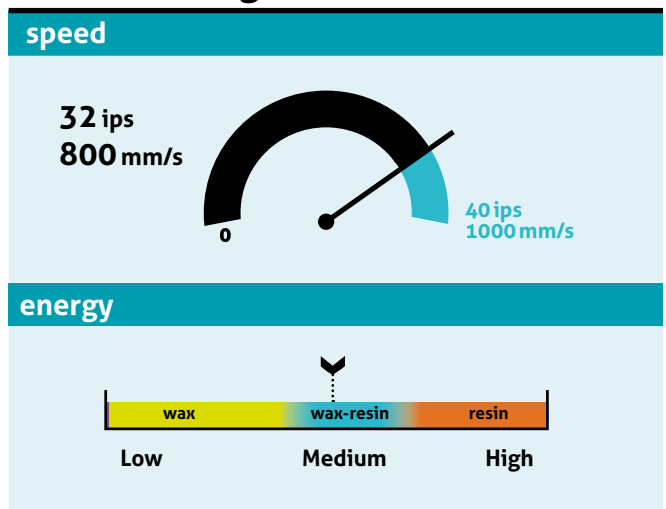 speed
32 ips
800 mm/s
0
40 ips
1000 mm/s
energy
wax wax-resin resin
Low Medium High